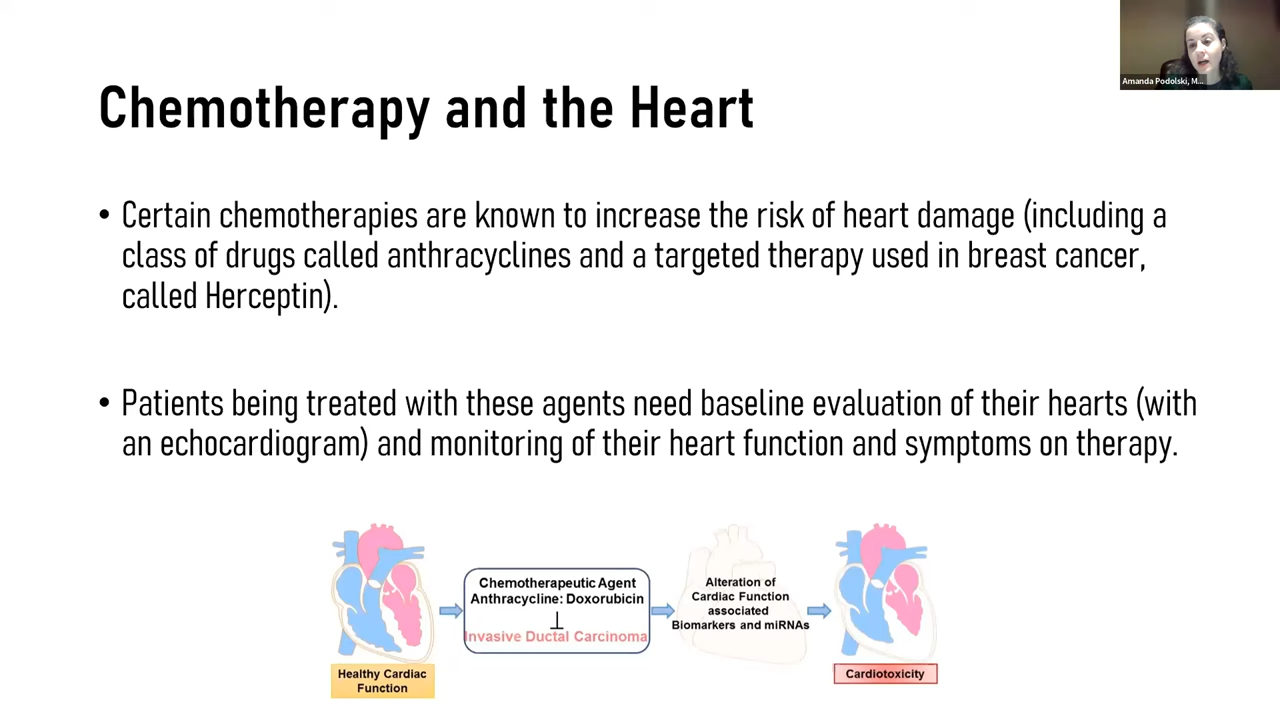 Amanda Podolski, M...
Chemotherapy and the Heart
• Certain chemotherapies are known to increase the risk of heart damage (including a
class of drugs called anthracyclines and a targeted therapy used in breast cancer,
called Herceptin).
• Patients being treated with these agents need baseline evaluation of their hearts (with
an echocardiogram) and monitoring of their heart function and symptoms on therapy.
Healthy Cardiac
Function
Chemotherapeutic Agent
Anthracycline: Doxorubicin
Invasive Ductal Carcinoma
Alteration of
Cardiac Function
associated
Biomarkers and miRNAs
Cardiotoxicity